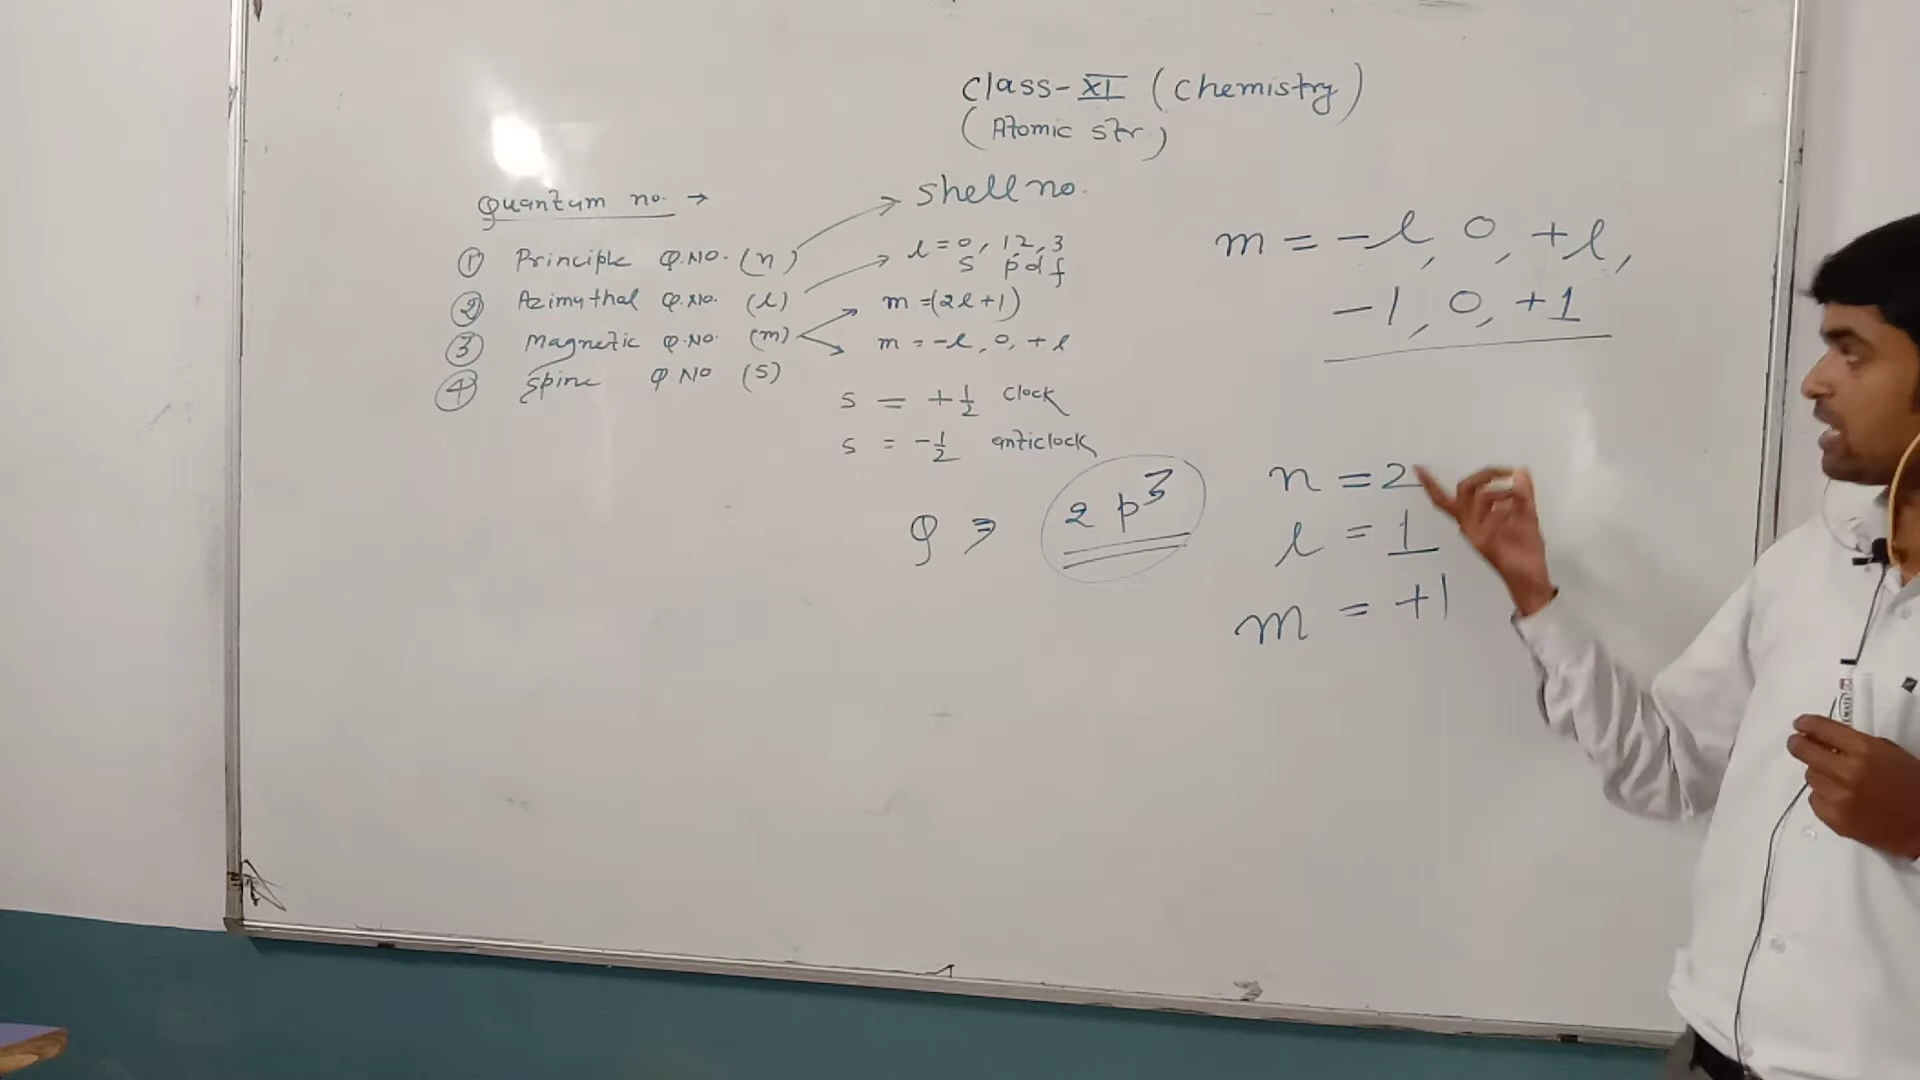 Class-XI (Chemistry)
(Atomic str.)
Quantum no. →
① Principle Q.NO. (n)
② Azimuthal Q.No. (l)
③ Magnetic Q.NO. (m)
④ Spine Q NO (S)
Shell no.
l = 0, 1 2, 3
s p d f
m =(2l+1)
m = -l, 0, +l
s = +1/2 clock
s = -1/2 anticlock
m = -l, 0, +l,
-1, 0, +1
Q ⇒ 2p³
n = 2
l = 1
m = +1